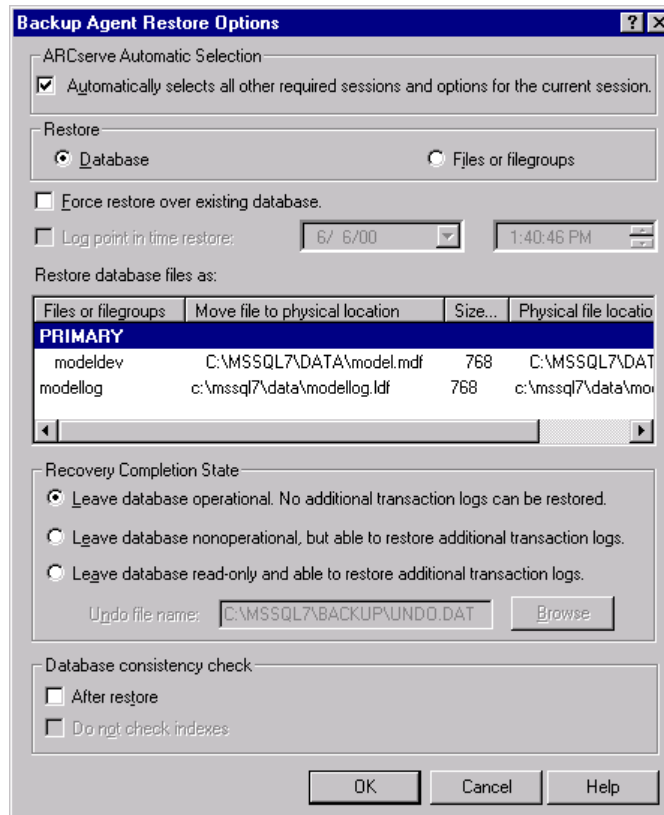 Backup Agent Restore Options
ARCserve Automatic Selection
Automatically selects all other required sessions and options for the current session.
Restore
Database Files or filegroups
Force restore over existing database.
Log point in time restore: 6/ 6/00 1:40:46 PM
Restore database files as:
Files or filegroups Move file to physical location Size... Physical file locatio
PRIMARY
modeldev C:\MSSQL7\DATA\model.mdf 768 C:\MSSQL7\DAT
modellog c:\mssql7\data\modellog.ldf 768 c:\mssql7\data\mo
Recovery Completion State
Leave database operational. No additional transaction logs can be restored.
Leave database nonoperational, but able to restore additional transaction logs.
Leave database read-only and able to restore additional transaction logs.
Undo file name: C:\MSSQL7\BACKUP\UNDO.DAT Browse
Database consistency check
After restore
Do not check indexes
OK Cancel Help